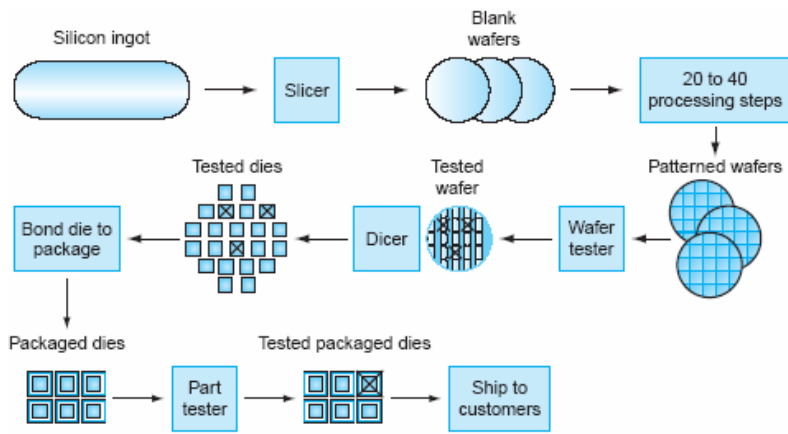 Silicon ingot
Slicer
Blank
wafers
20 to 40
processing steps
Patterned wafers
Wafer
tester
Tested
wafer
Dicer
Tested dies
Bond die to
package
Packaged dies
Part
tester
Tested packaged dies
Ship to
customers